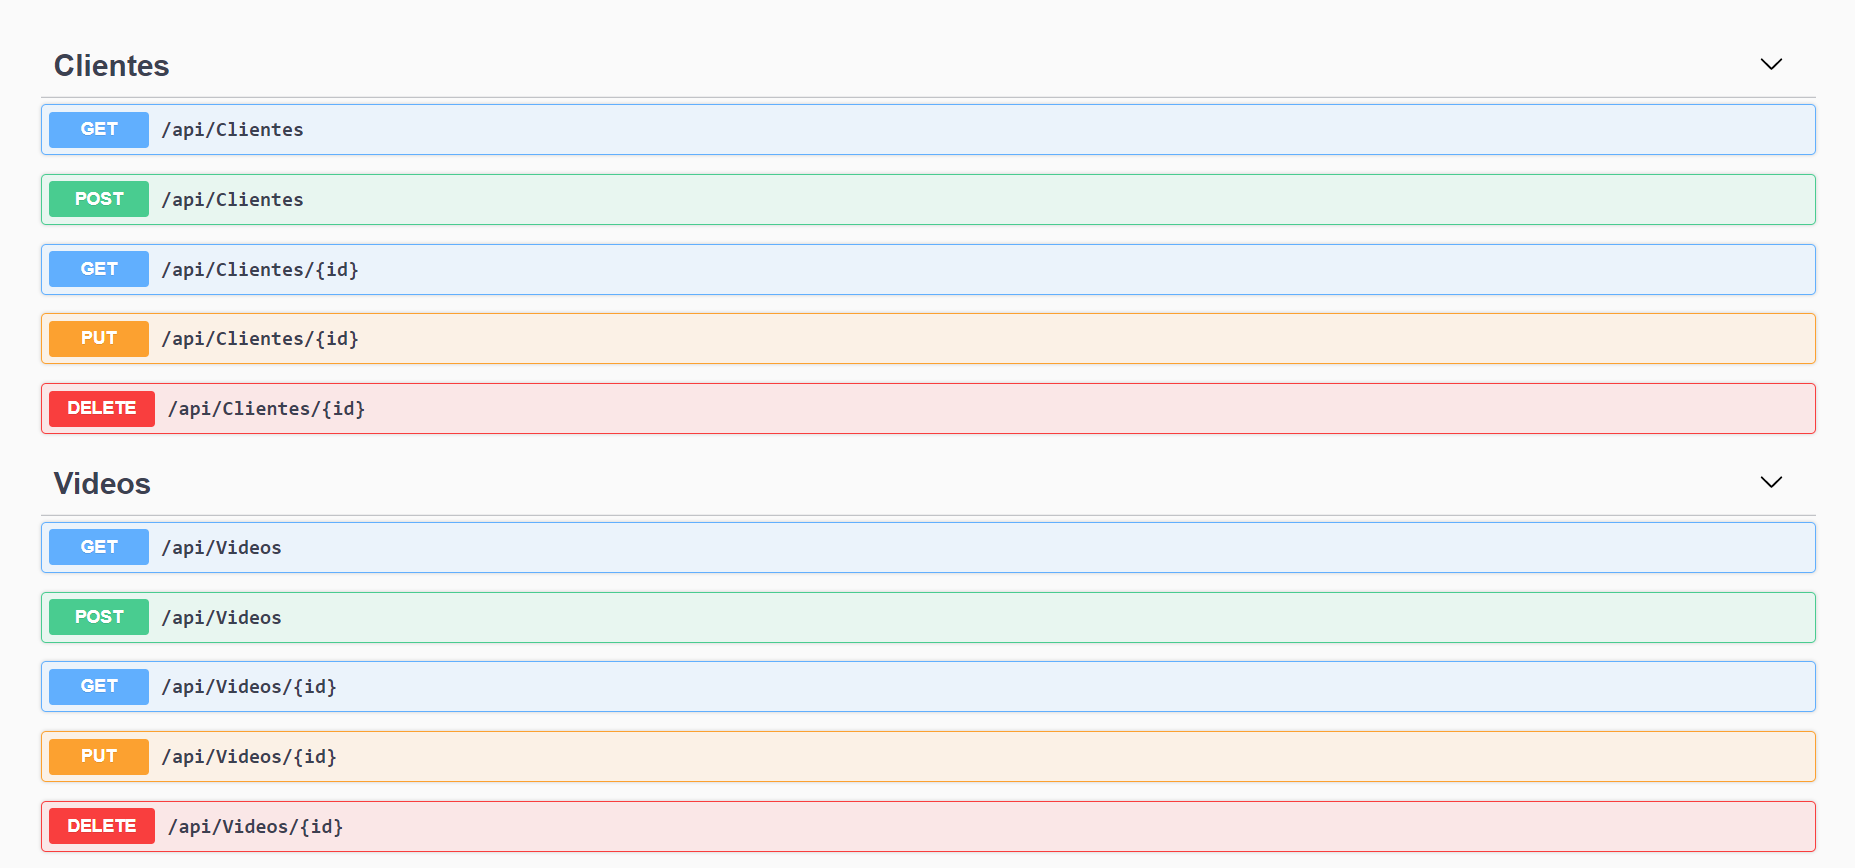 Clientes
GET /api/Clientes
POST /api/Clientes
GET /api/Clientes/{id}
PUT /api/Clientes/{id}
DELETE /api/Clientes/{id}
Videos
GET /api/Videos
POST /api/Videos
GET /api/Videos/{id}
PUT /api/Videos/{id}
DELETE /api/Videos/{id}